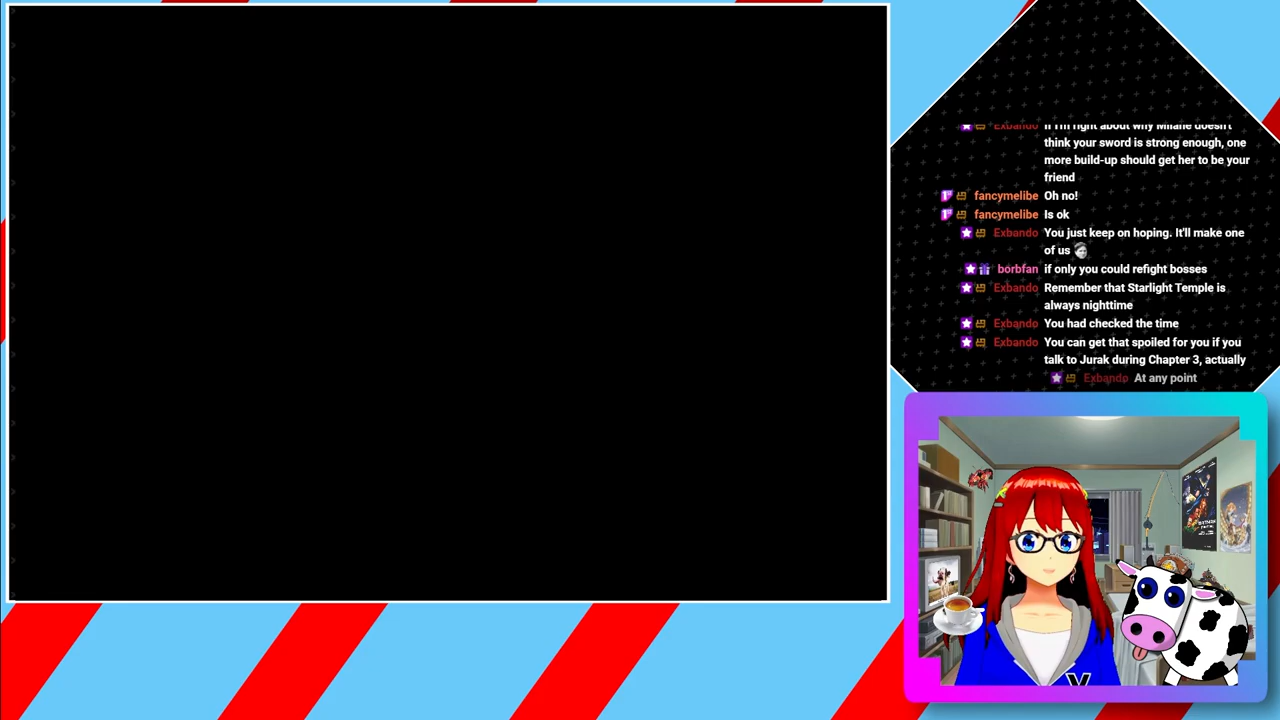 Exbando If I'm right about why Milane doesn't
think your sword is strong enough, one
more build-up should get her to be your
friend
fancymelibe Oh no!
fancymelibe Is ok
Exbando You just keep on hoping. It'll make one
of us
borbfan if only you could refight bosses
Exbando Remember that Starlight Temple is
always nighttime
Exbando You had checked the time
Exbando You can get that spoiled for you if you
talk to Jurak during Chapter 3, actually
Exbando At any point